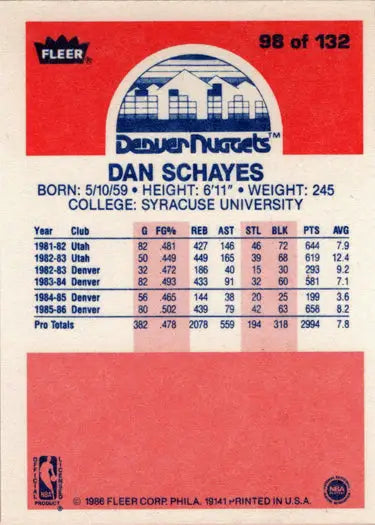 FLEER®
98 of 132
Denver Nuggets™
DAN SCHAYES
BORN: 5/10/59 • HEIGHT: 6'11" • WEIGHT: 245
COLLEGE: SYRACUSE UNIVERSITY
Year Club G FG% REB AST STL BLK PTS AVG
1981-82 Utah 82 .481 427 146 46 72 644 7.9
1982-83 Utah 50 .449 449 165 39 68 619 12.4
1982-83 Denver 32 .472 186 40 15 30 293 9.2
1983-84 Denver 82 .493 433 91 32 60 581 7.1
1984-85 Denver 56 .465 144 38 20 25 199 3.6
1985-86 Denver 80 .502 439 79 42 63 658 8.2
Pro Totals 382 .478 2078 559 194 318 2994 7.8
OFFICIAL LICENSED
NBA
PRODUCT
© 1986 FLEER CORP. PHILA. 19141 PRINTED IN U.S.A.
NBA